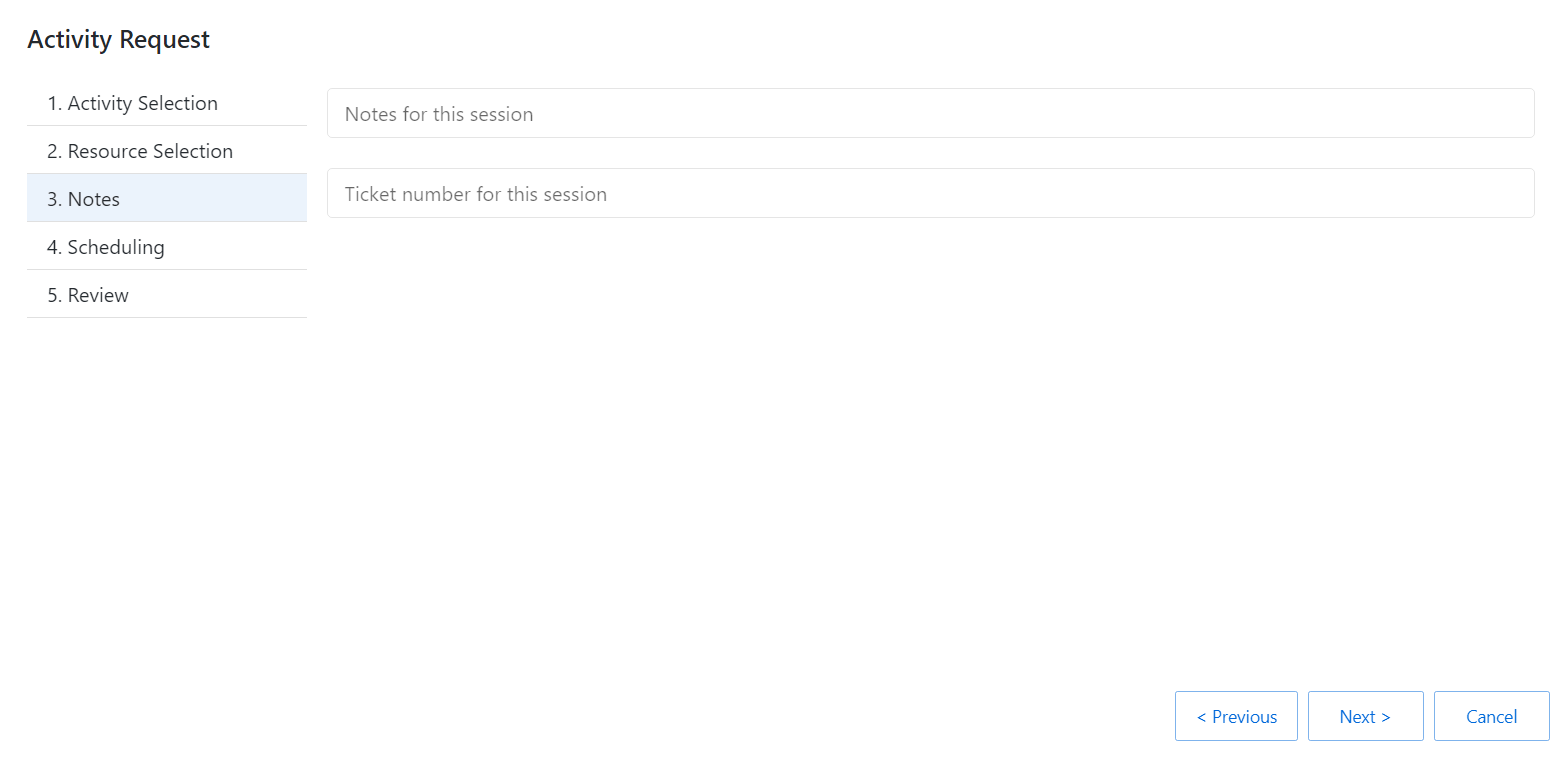 Activity Request
1. Activity Selection
2. Resource Selection
3. Notes
4. Scheduling
5. Review
Notes for this session
Ticket number for this session
< Previous
Next >
Cancel